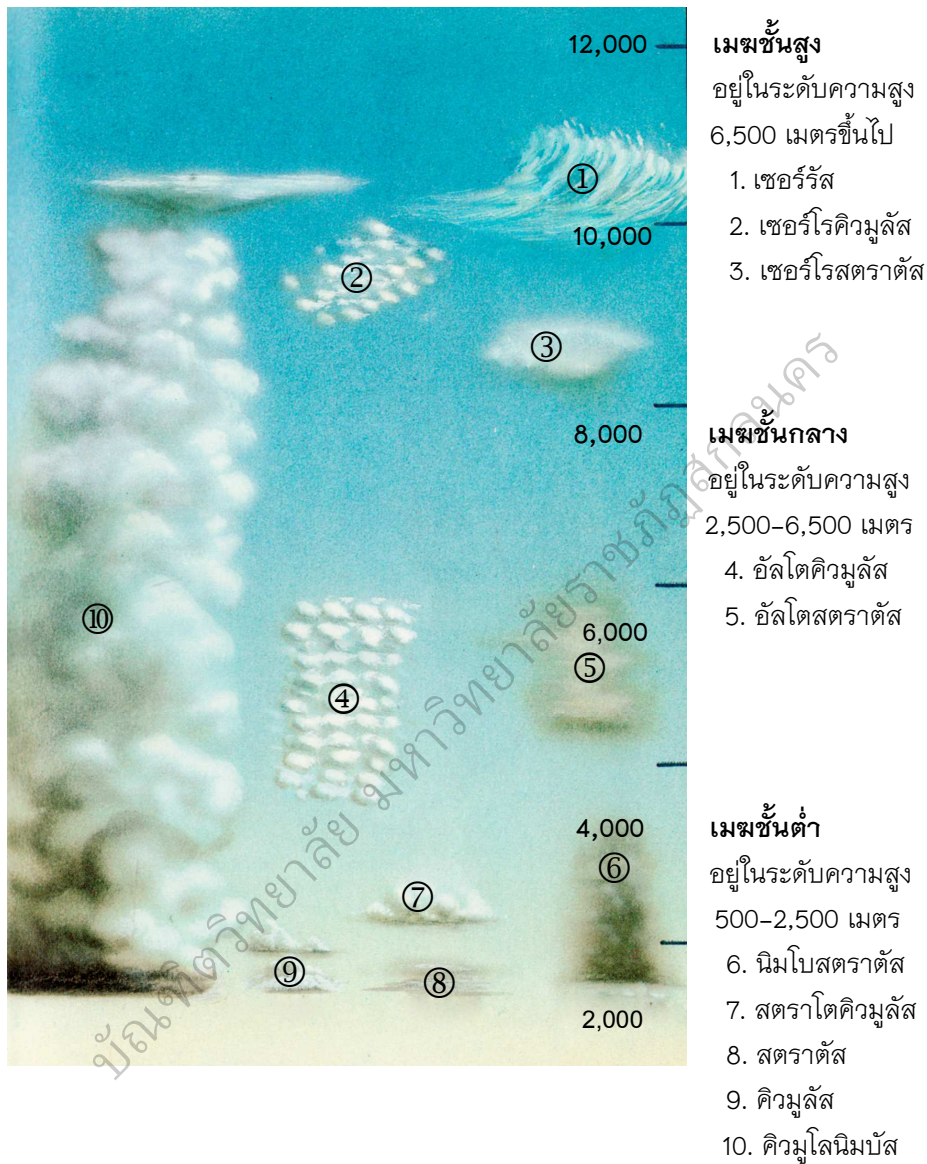 12,000
①
10,000
②
③
8,000
⑩
6,000
⑤
④
4,000
⑥
⑦
⑨
⑧
2,000
เมฆชั้นสูง
อยู่ในระดับความสูง
6,500 เมตรขึ้นไป
1. เซอร์รัส
2. เซอร์โรคิวมูลัส
3. เซอร์โรสตราตัส
เมฆชั้นกลาง
อยู่ในระดับความสูง
2,500–6,500 เมตร
4. อัลโตคิวมูลัส
5. อัลโตสตราตัส
เมฆชั้นต่ำ
อยู่ในระดับความสูง
500–2,500 เมตร
6. นิมโบสตราตัส
7. สตราโตคิวมูลัส
8. สตราตัส
9. คิวมูลัส
10. คิวมูโลนิมบัส
บัณฑิตวิทยาลัย มหาวิทยาลัยราชภัฏสกลนคร